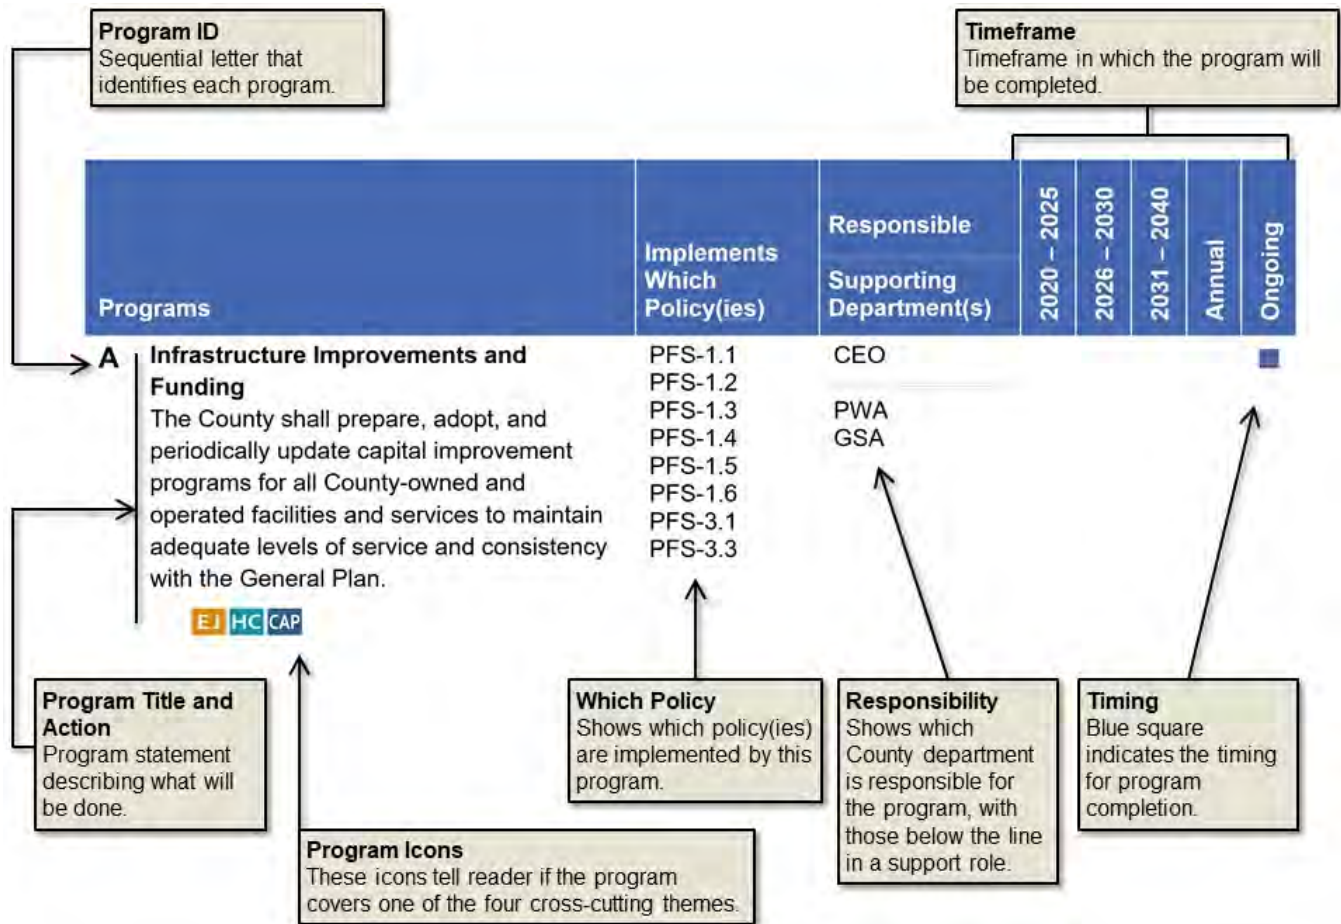 Program ID
Sequential letter that
identifies each program.
Timeframe
Timeframe in which the program will
be completed.
Programs
Implements
Which
Policy(ies)
Responsible
Supporting
Department(s)
2020 – 2025
2026 – 2030
2031 – 2040
Annual
Ongoing
A
Infrastructure Improvements and
Funding
The County shall prepare, adopt, and
periodically update capital improvement
programs for all County-owned and
operated facilities and services to maintain
adequate levels of service and consistency
with the General Plan.
EJ HC CAP
PFS-1.1
PFS-1.2
PFS-1.3
PFS-1.4
PFS-1.5
PFS-1.6
PFS-3.1
PFS-3.3
CEO
PWA
GSA
Program Title and
Action
Program statement
describing what will
be done.
Program Icons
These icons tell reader if the program
covers one of the four cross-cutting themes.
Which Policy
Shows which policy(ies)
are implemented by this
program.
Responsibility
Shows which
County department
is responsible for
the program, with
those below the line
in a support role.
Timing
Blue square
indicates the timing
for program
completion.